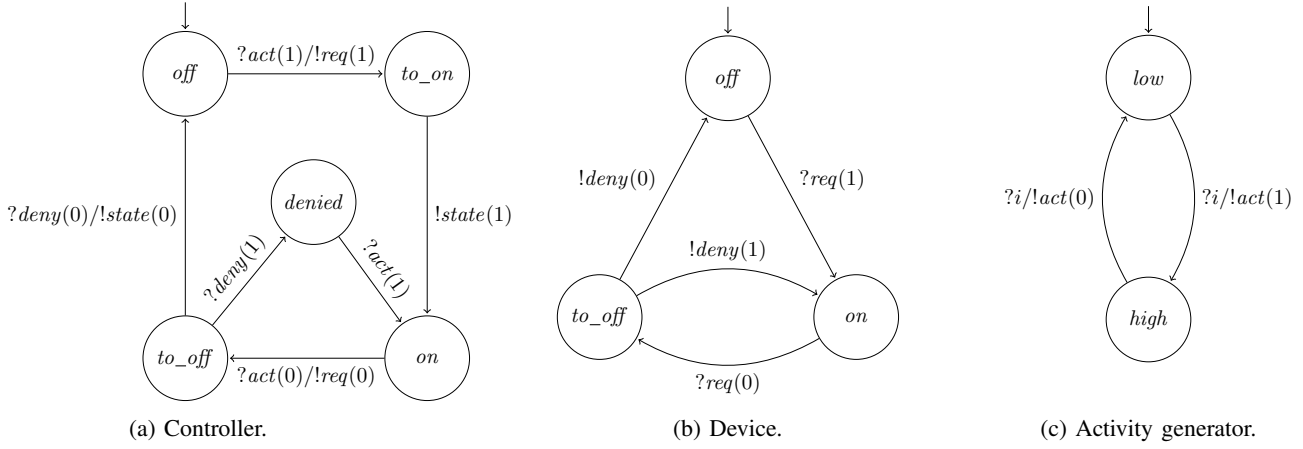 off
?act(1)/!req(1)
to_on
?deny(0)/!state(0)
denied
!state(1)
?deny(1)
?act(1)
to_off
?act(0)/!req(0)
on
(a) Controller.
off
!deny(0)
?req(1)
!deny(1)
to_off
on
?req(0)
(b) Device.
low
?i/!act(0)
?i/!act(1)
high
(c) Activity generator.